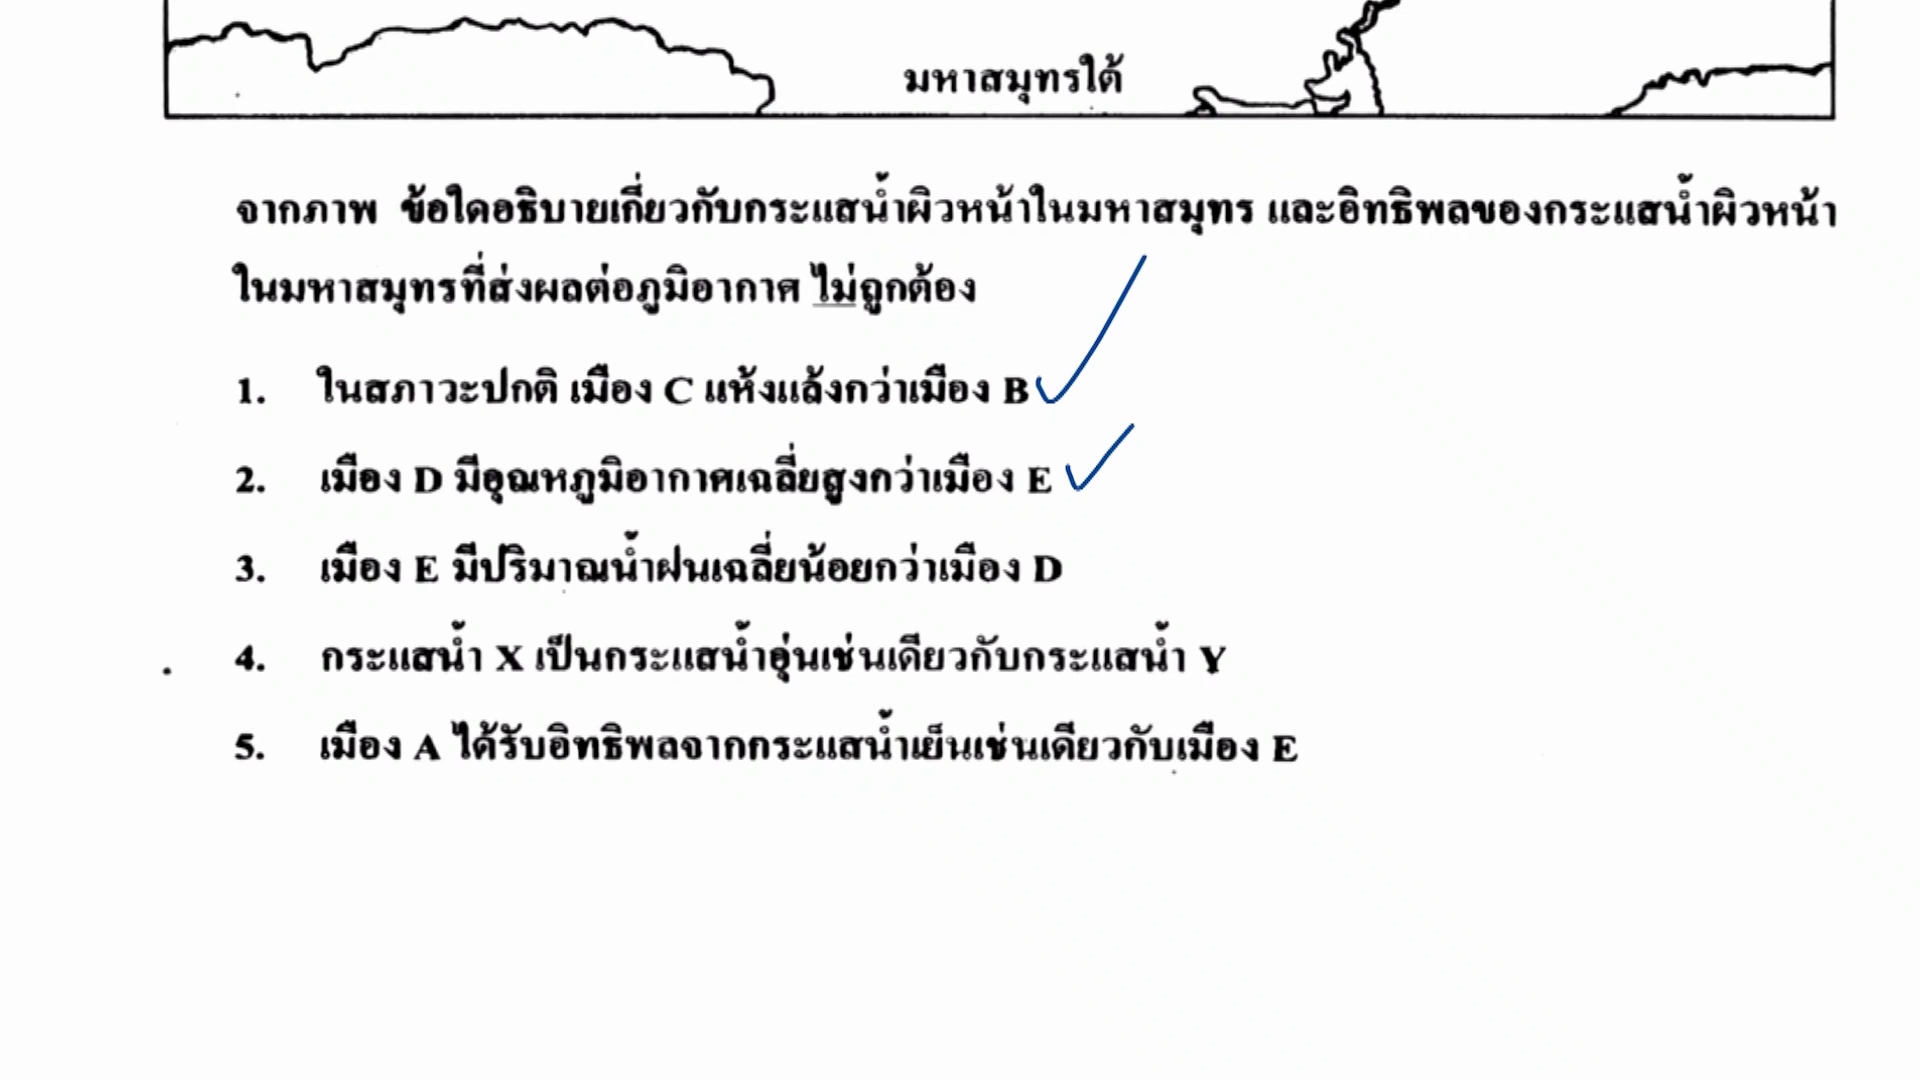 มหาสมุทรใต้
จากภาพ ข้อใดอธิบายเกี่ยวกับกระแสน้ำผิวหน้าในมหาสมุทร และอิทธิพลของกระแสน้ำผิวหน้า
ในมหาสมุทรที่ส่งผลต่อภูมิอากาศ ไม่ถูกต้อง
1. ในสภาวะปกติ เมือง C แห้งแล้งกว่าเมือง B
2. เมือง D มีอุณหภูมิอากาศเฉลี่ยสูงกว่าเมือง E
3. เมือง E มีปริมาณน้ำฝนเฉลี่ยน้อยกว่าเมือง D
4. กระแสน้ำ X เป็นกระแสน้ำอุ่นเช่นเดียวกับกระแสน้ำ Y
5. เมือง A ได้รับอิทธิพลจากกระแสน้ำเย็นเช่นเดียวกับเมือง E